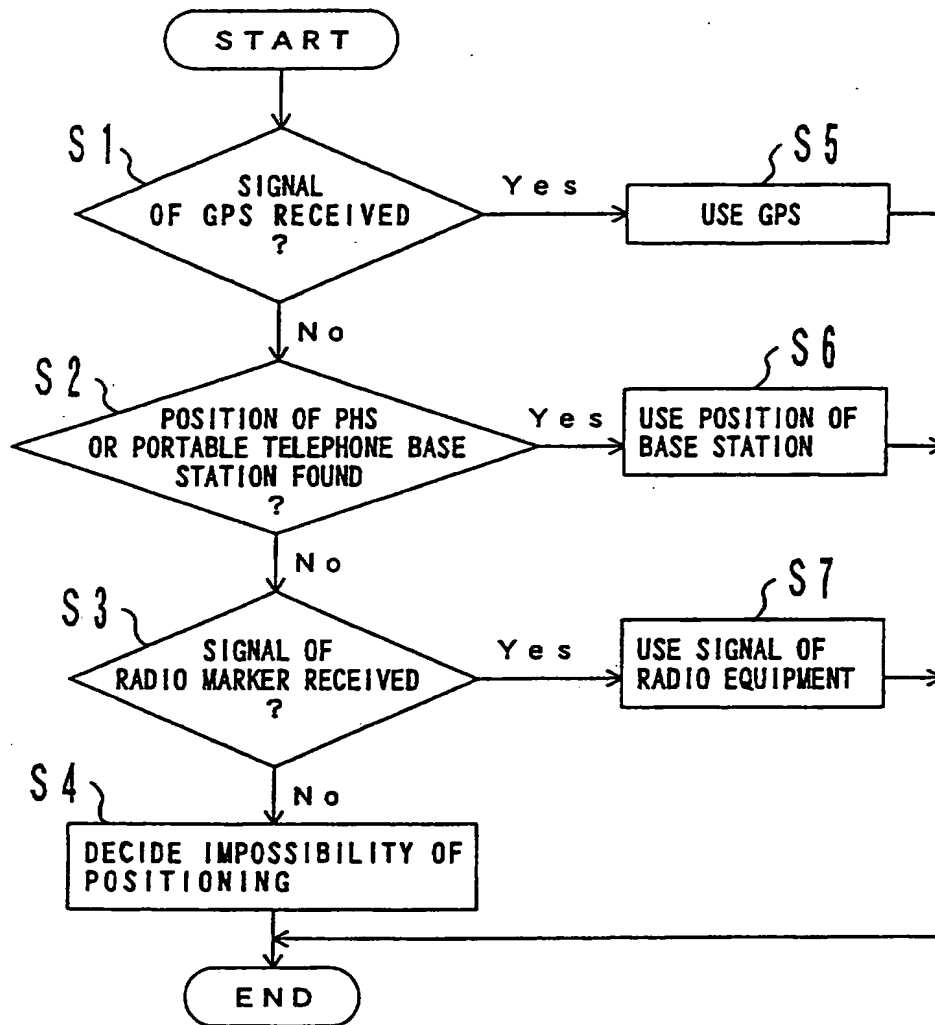 START
S1
SIGNAL
OF GPS RECEIVED
?
Yes
S5
USE GPS
No
S2
POSITION OF PHS
OR PORTABLE TELEPHONE BASE
STATION FOUND
?
Yes
S6
USE POSITION OF
BASE STATION
No
S3
SIGNAL OF
RADIO MARKER RECEIVED
?
Yes
S7
USE SIGNAL OF
RADIO EQUIPMENT
No
S4
DECIDE IMPOSSIBILITY OF
POSITIONING
END